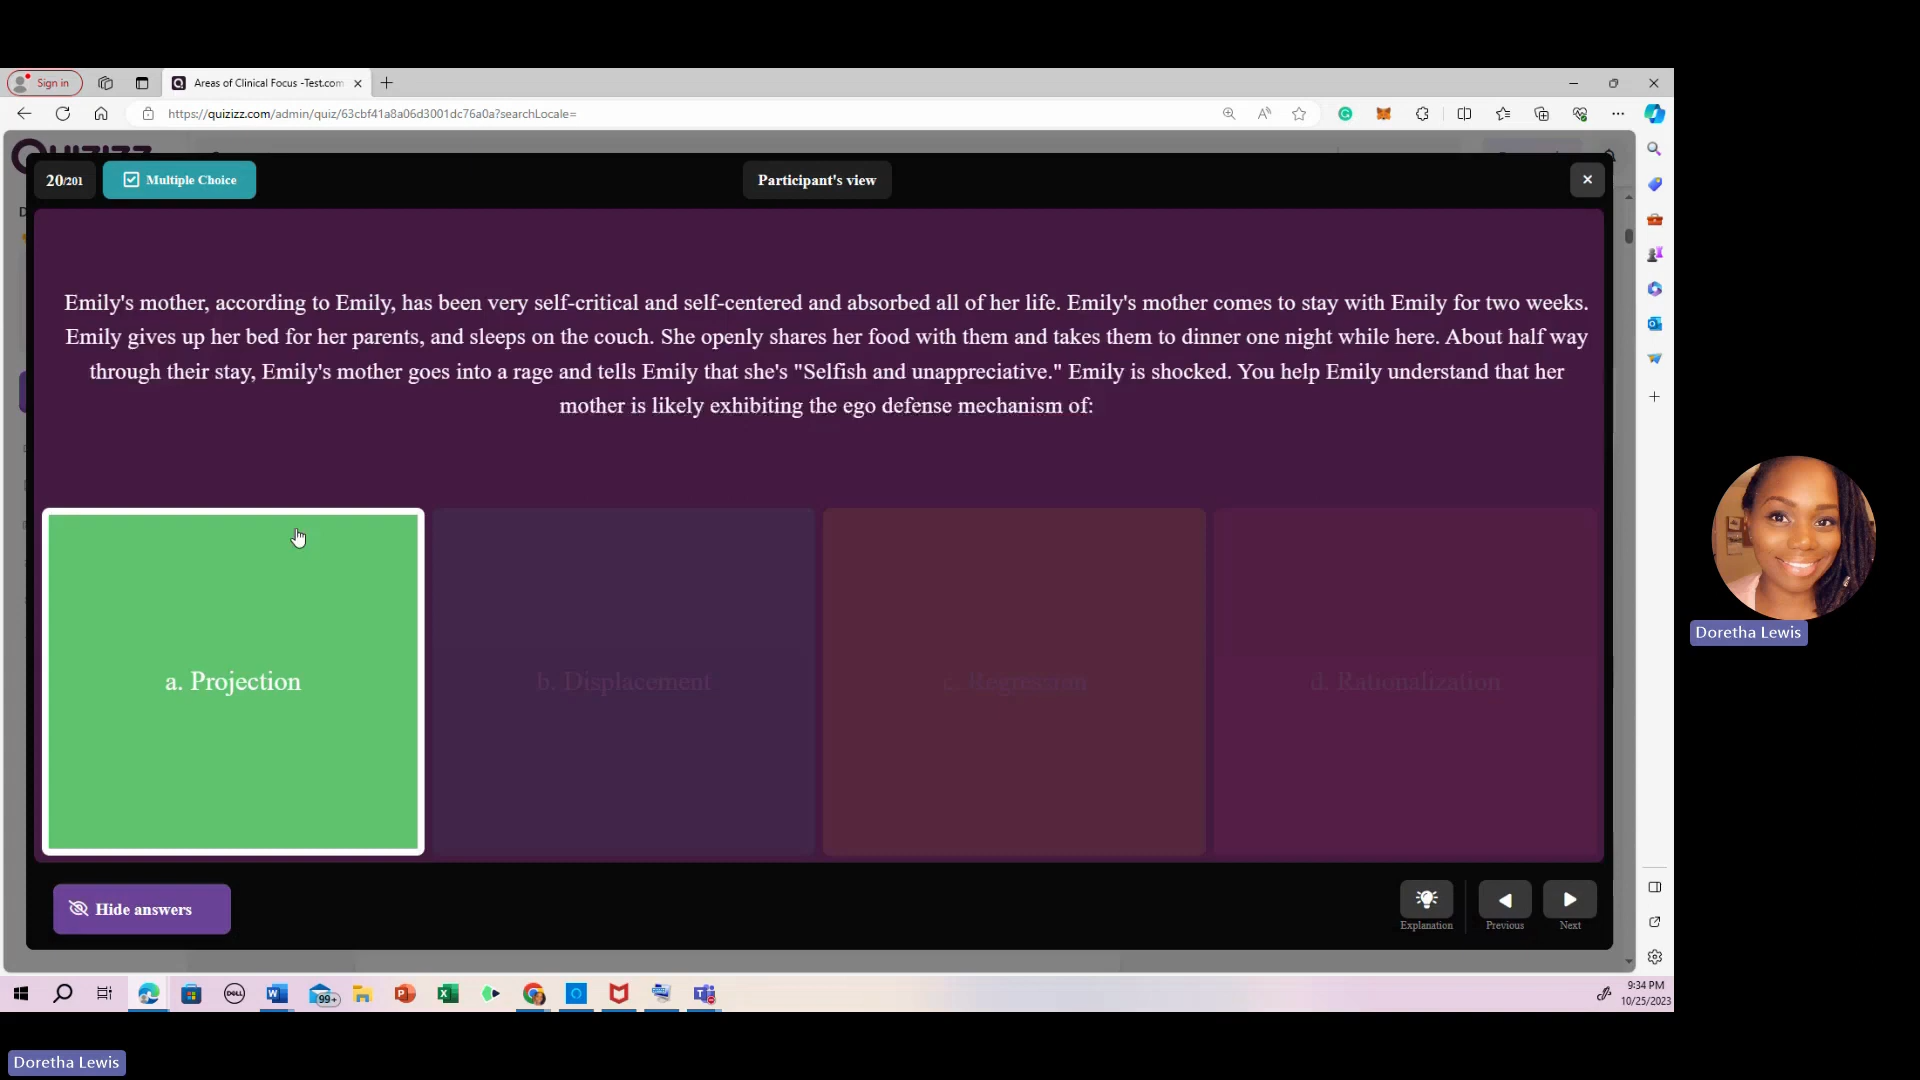 Sign in
Areas of Clinical Focus -Test.com
https://quizizz.com/admin/quiz/63cbf41a8a06d3001dc76a0a?searchLocale=
20/201
Multiple Choice
Participant's view
Emily's mother, according to Emily, has been very self-critical and self-centered and absorbed all of her life. Emily's mother comes to stay with Emily for two weeks.
Emily gives up her bed for her parents, and sleeps on the couch. She openly shares her food with them and takes them to dinner one night while here. About half way
through their stay, Emily's mother goes into a rage and tells Emily that she's "Selfish and unappreciative." Emily is shocked. You help Emily understand that her
mother is likely exhibiting the ego defense mechanism of:
a. Projection
b. Displacement
c. Regression
d. Rationalization
Hide answers
Explanation
Previous
Next
Doretha Lewis
DELL
99+
9:34 PM
10/25/2023
Doretha Lewis